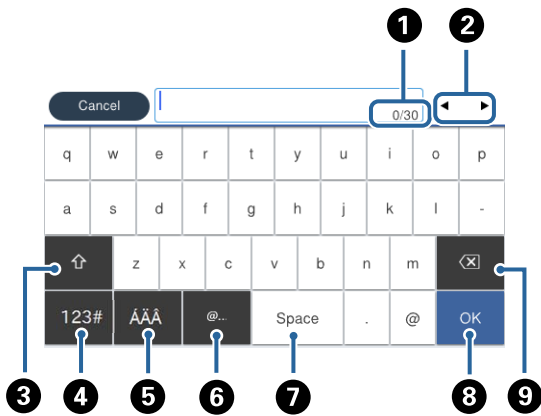 1 2
Cancel 0/30
q w e r t y u i o p
a s d f g h j k l -
z x c v b n m
123# ÁÄÂ @... Space . @ OK
3 4 5 6 7 8 9